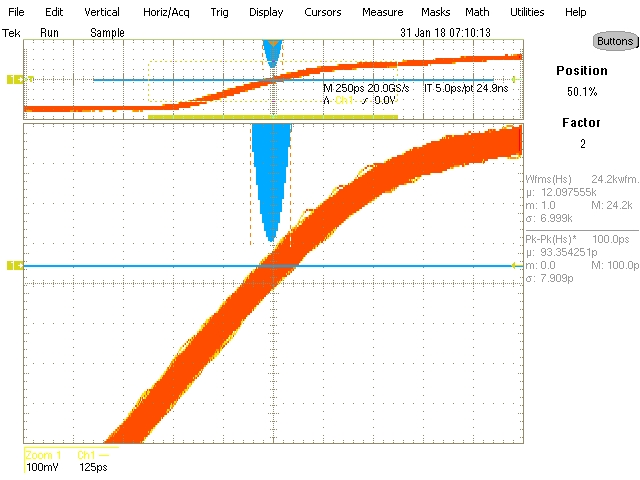 File Edit Vertical Horiz/Acq Trig Display Cursors Measure Masks Math Utilities Help
Tek Run Sample 31 Jan 18 07:10:13
Buttons
Position
50.1%
Factor
2
M 250ps 20.0GS/s IT 5.0ps/pt 24.9ns
A Ch1 / 0.0V
Wfms(Hs) 24.2kwfm.
µ: 12.097555k
m: 1.0 M: 24.2k
σ: 6.999k
Pk-Pk(Hs)* 100.0ps
µ: 93.354251p
m: 0.0 M: 100.0p
σ: 7.909p
Zoom 1 Ch1
100mV 125ps